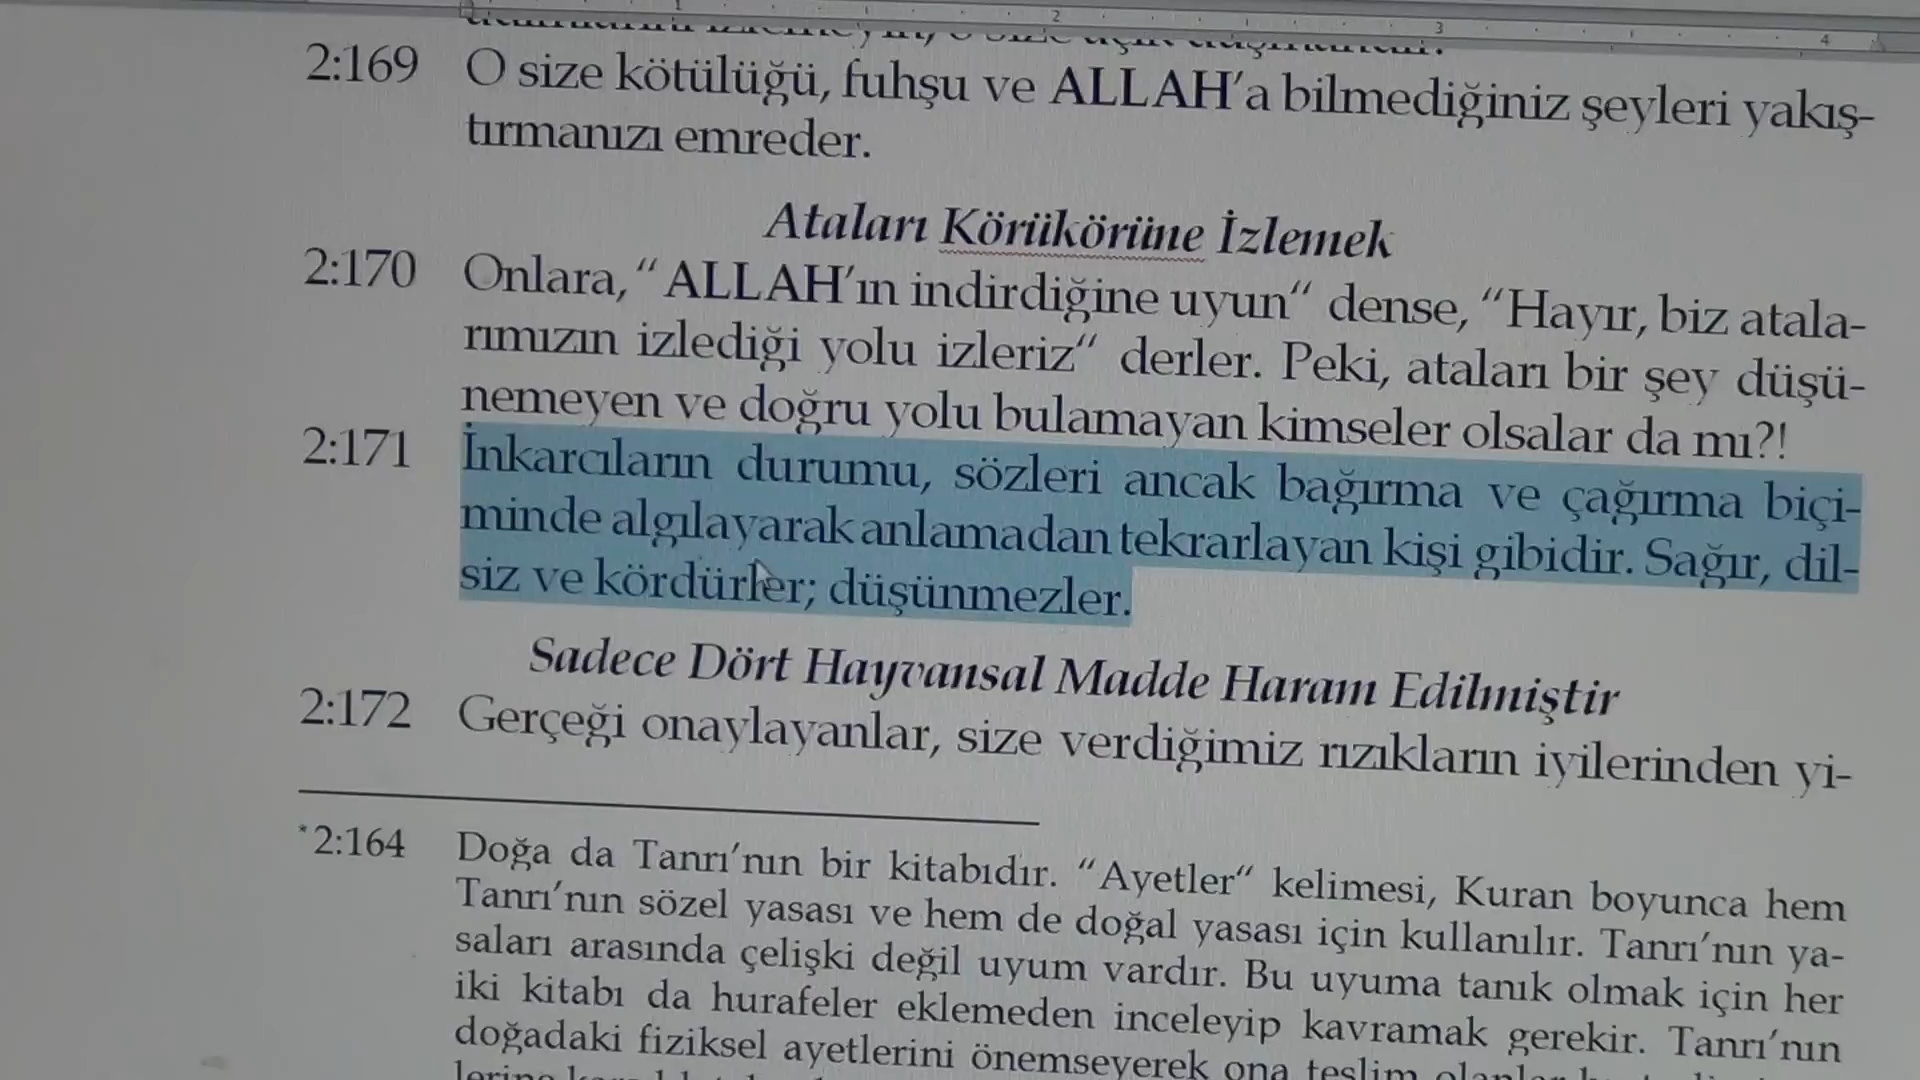 1 2 3 4
2:169 O size kötülüğü, fuhşu ve ALLAH'a bilmediğiniz şeyleri yakış-
tırmanızı emreder.
Ataları Körükörüne İzlemek
2:170 Onlara, “ALLAH'ın indirdiğine uyun“ dense, “Hayır, biz atala-
rımızın izlediği yolu izleriz“ derler. Peki, ataları bir şey düşü-
nemeyen ve doğru yolu bulamayan kimseler olsalar da mı?!
2:171 İnkarcıların durumu, sözleri ancak bağırma ve çağırma biçi-
minde algılayarak anlamadan tekrarlayan kişi gibidir. Sağır, dil-
siz ve kördürler; düşünmezler.
Sadece Dört Hayvansal Madde Haram Edilmiştir
2:172 Gerçeği onaylayanlar, size verdiğimiz rızıkların iyilerinden yi-
*2:164 Doğa da Tanrı'nın bir kitabıdır. “Ayetler“ kelimesi, Kuran boyunca hem
Tanrı'nın sözel yasası ve hem de doğal yasası için kullanılır. Tanrı'nın ya-
saları arasında çelişki değil uyum vardır. Bu uyuma tanık olmak için her
iki kitabı da hurafeler eklemeden inceleyip kavramak gerekir. Tanrı'nın
doğadaki fiziksel ayetlerini önemseyerek ona teslim olanlar